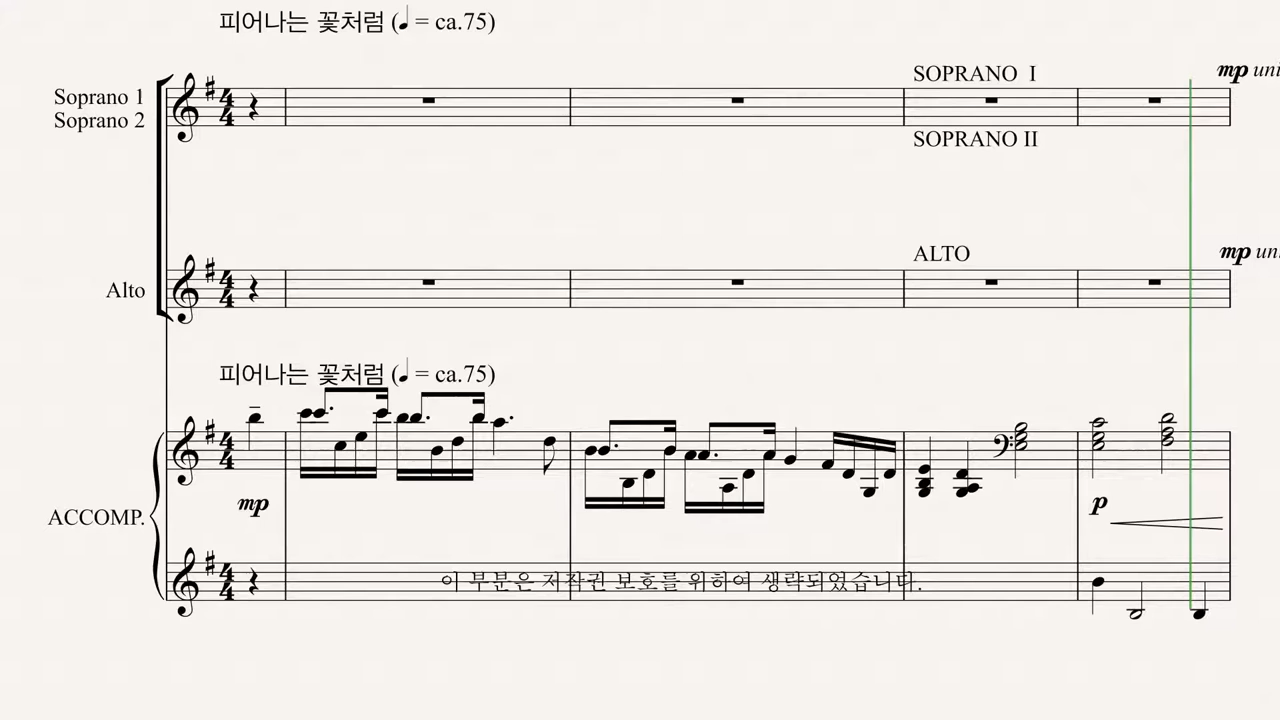 피어나는 꽃처럼 (♩ = ca.75)
SOPRANO I
mp uni
Soprano 1
Soprano 2
SOPRANO II
ALTO
mp uni
Alto
피어나는 꽃처럼 (♩ = ca.75)
mp
p
ACCOMP.
이 부분은 저작권 보호를 위하여 생략되었습니다.